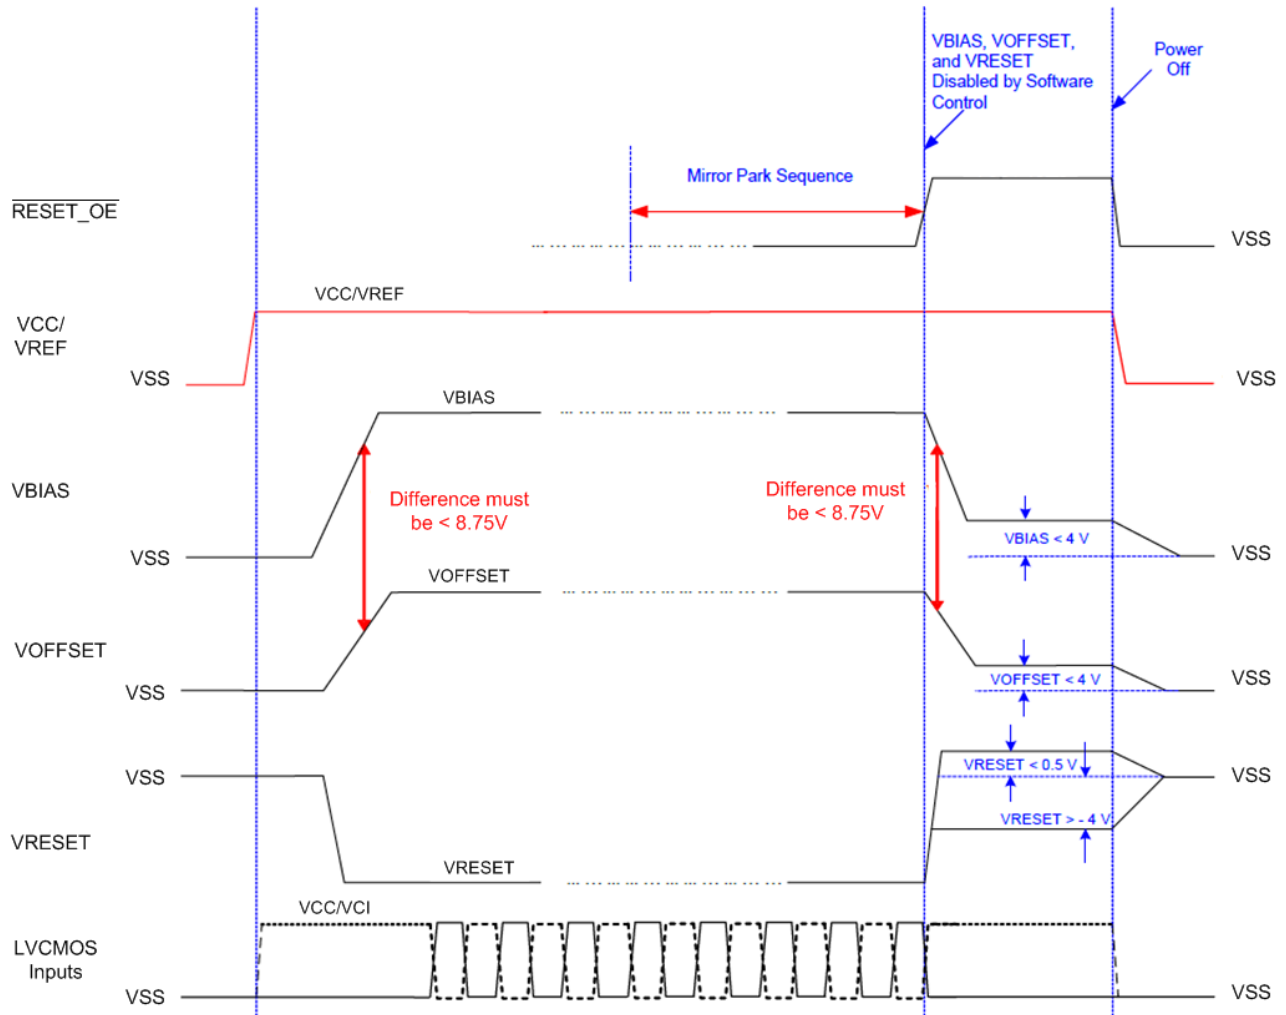 VBIAS, VOFFSET,
and VRESET
Disabled by Software
Control
Power
Off
Mirror Park Sequence
RESET_OE
VSS
VCC/VREF
VCC/
VREF
VSS
VSS
VBIAS
VBIAS
Difference must
be < 8.75V
Difference must
be < 8.75V
VBIAS < 4 V
VSS
VSS
VOFFSET
VOFFSET
VSS
VOFFSET < 4 V
VSS
VSS
VRESET < 0.5 V
VSS
VRESET > - 4 V
VRESET
VRESET
VCC/VCI
LVCMOS
Inputs
VSS
VSS